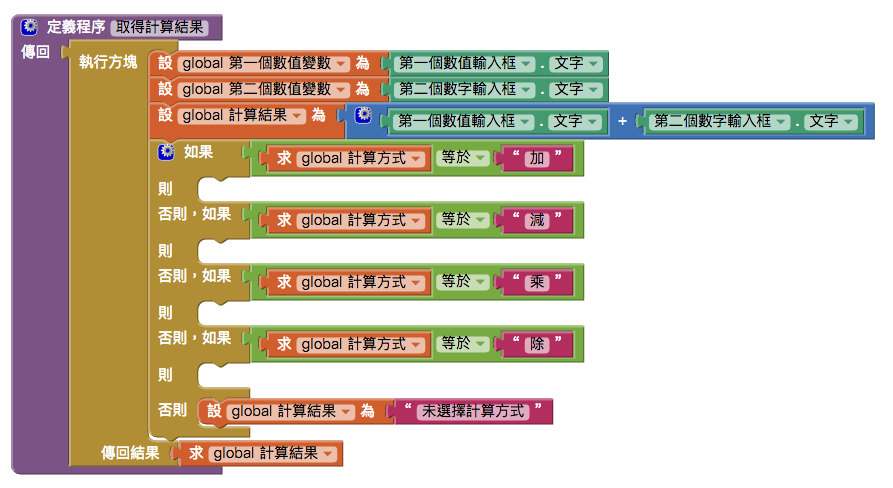 定義程序 取得計算結果
傳回
執行方塊
設 global 第一個數值變數 為 第一個數值輸入框 . 文字
設 global 第二個數值變數 為 第二個數字輸入框 . 文字
設 global 計算結果 為 第一個數值輸入框 . 文字 + 第二個數字輸入框 . 文字
如果 求 global 計算方式 等於 “ 加 ”
則
否則，如果 求 global 計算方式 等於 “ 減 ”
則
否則，如果 求 global 計算方式 等於 “ 乘 ”
則
否則，如果 求 global 計算方式 等於 “ 除 ”
則
否則 設 global 計算結果 為 “ 未選擇計算方式 ”
傳回結果 求 global 計算結果